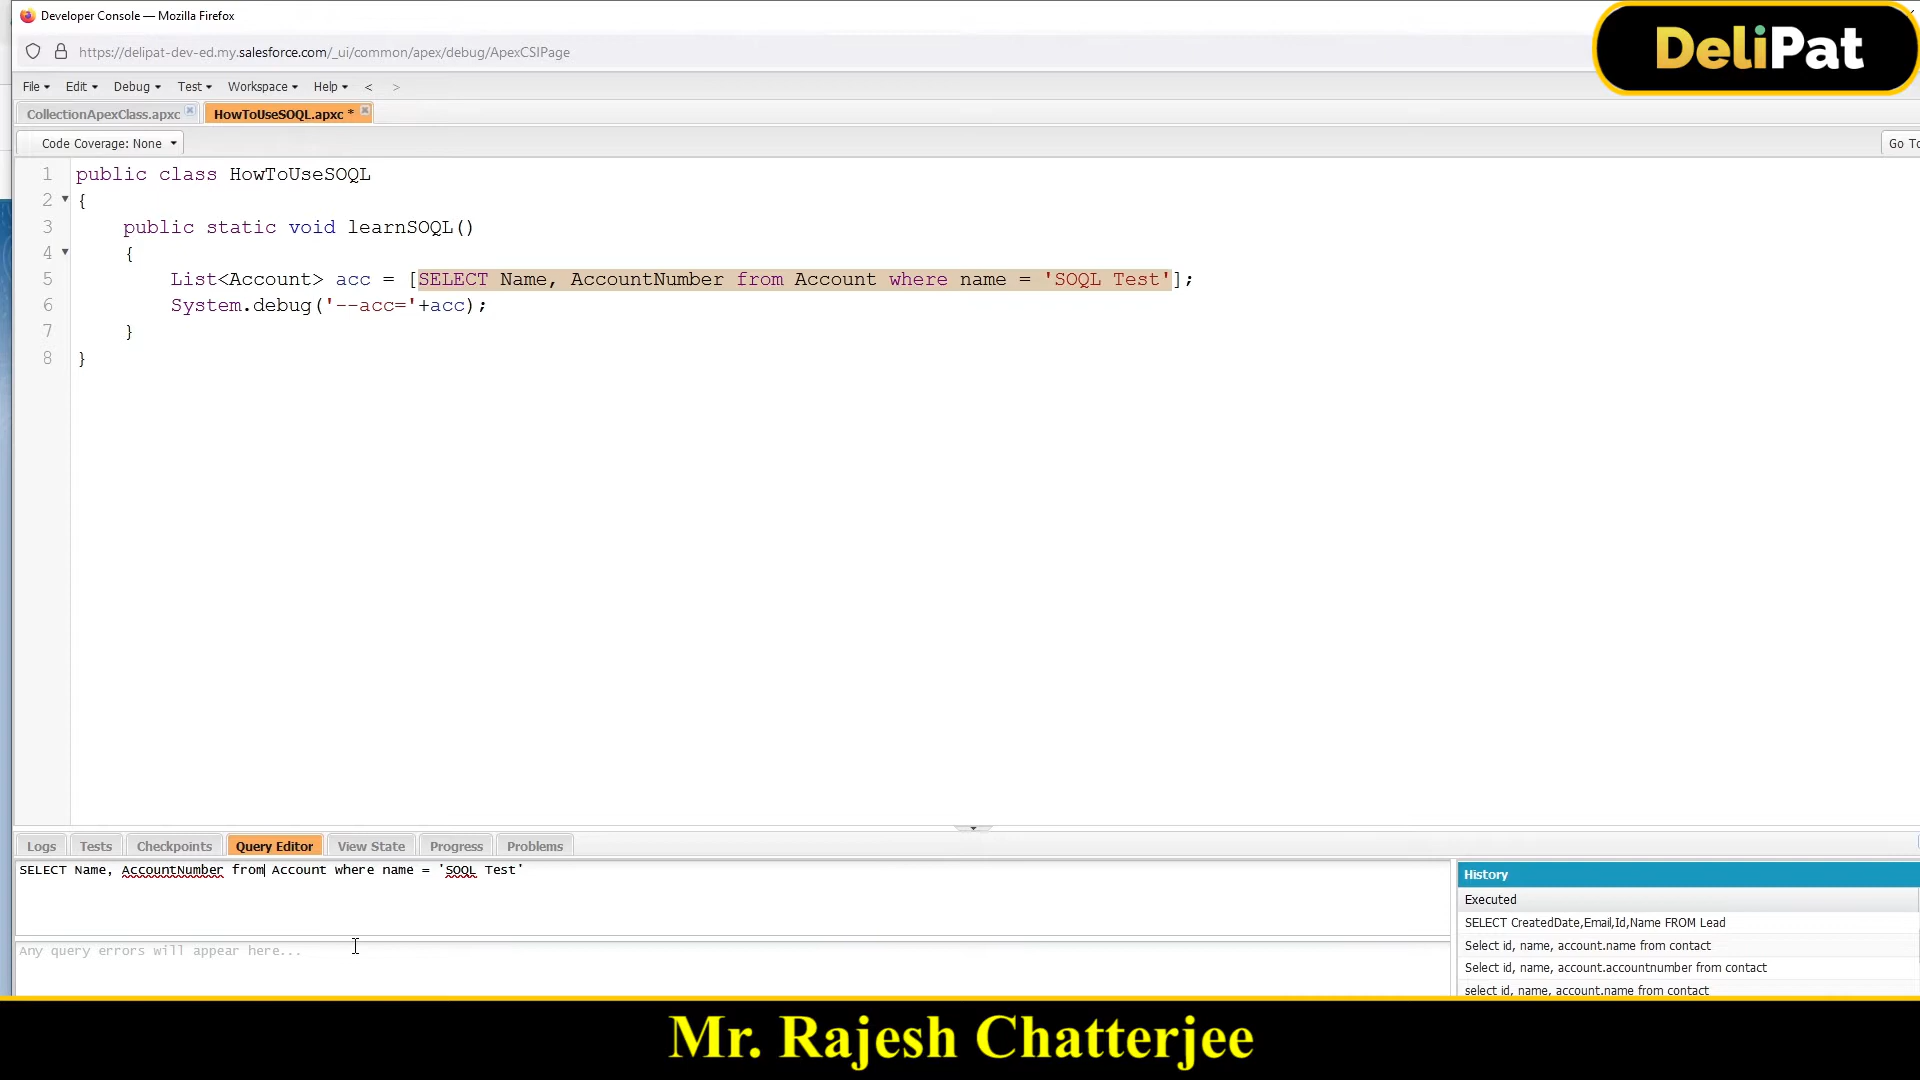 Developer Console — Mozilla Firefox
DeliPat
https://delipat-dev-ed.my.salesforce.com/_ui/common/apex/debug/ApexCSIPage
File Edit Debug Test Workspace Help < >
CollectionApexClass.apxc HowToUseSOQL.apxc *
Code Coverage: None Go To
1 public class HowToUseSOQL
2 {
3 public static void learnSOQL()
4 {
5 List<Account> acc = [SELECT Name, AccountNumber from Account where name = 'SOQL Test'];
6 System.debug('--acc='+acc);
7 }
8 }
Logs Tests Checkpoints Query Editor View State Progress Problems
SELECT Name, AccountNumber from Account where name = 'SOQL Test'
Any query errors will appear here...
History
Executed
SELECT CreatedDate,Email,Id,Name FROM Lead
Select id, name, account.name from contact
Select id, name, account.accountnumber from contact
select id, name, account.name from contact
Mr. Rajesh Chatterjee